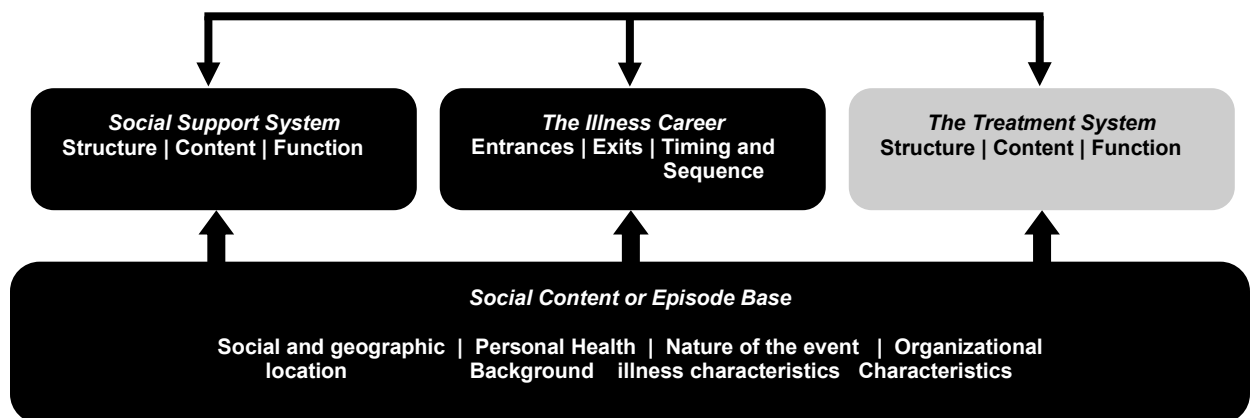 Social Support System
Structure | Content | Function
The Illness Career
Entrances | Exits | Timing and
Sequence
The Treatment System
Structure | Content | Function
Social Content or Episode Base
Social and geographic | Personal Health | Nature of the event | Organizational
location Background illness characteristics Characteristics